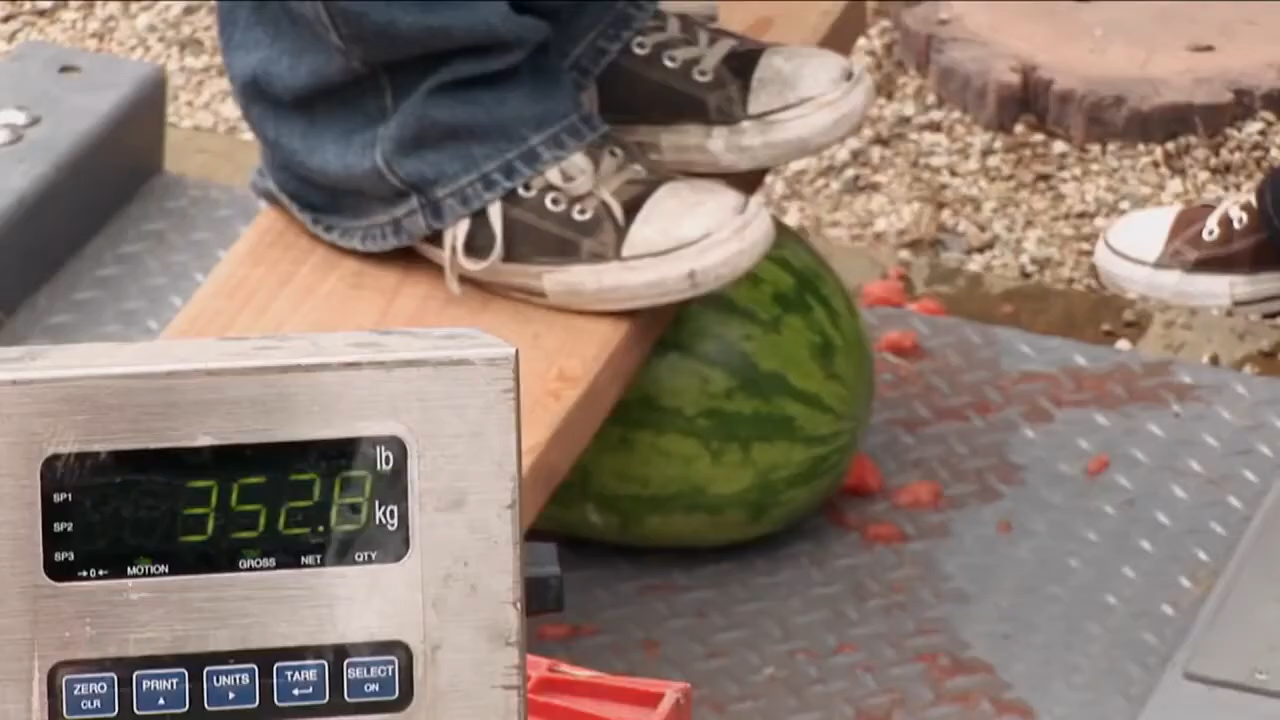 lb
352.8 kg
SP1
SP2
SP3
→0← MOTION GROSS NET QTY
ZERO CLR PRINT ▲ UNITS ► TARE ↵ SELECT ON